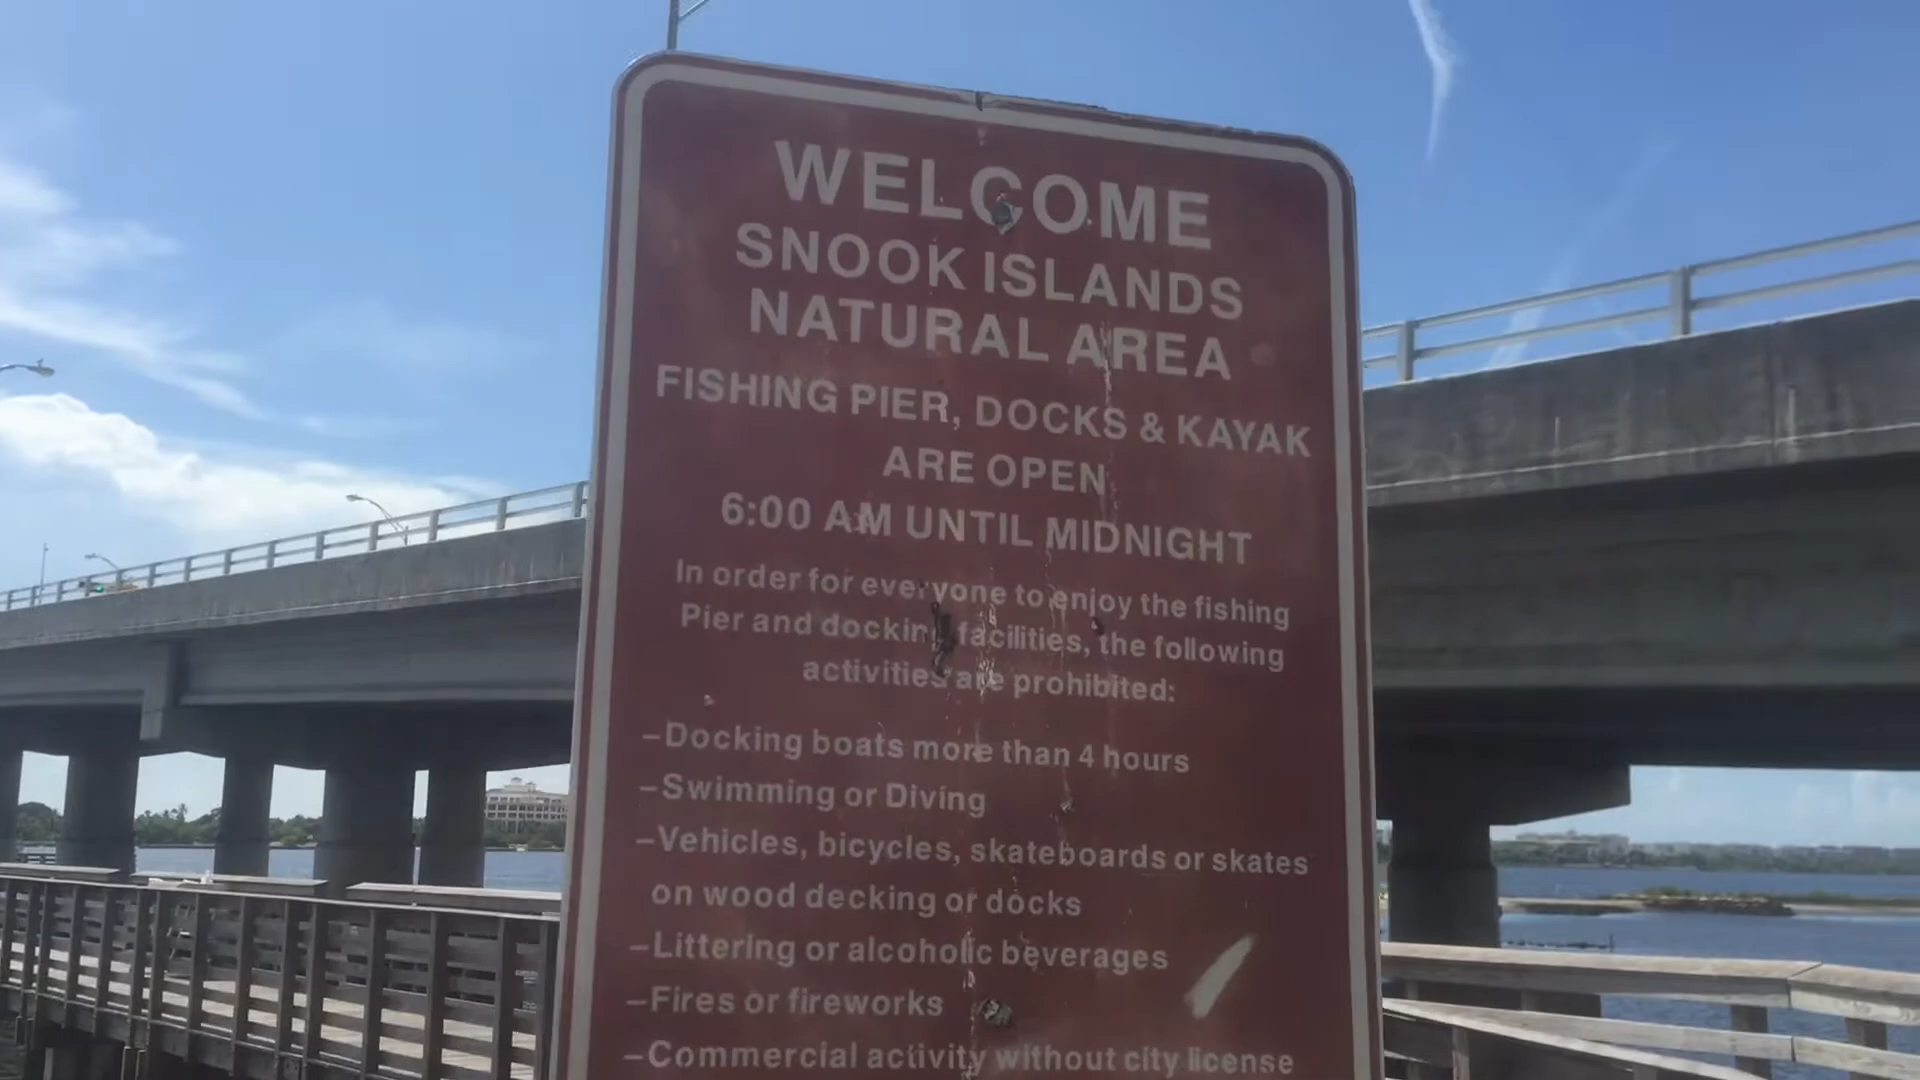 WELCOME
SNOOK ISLANDS
NATURAL AREA
FISHING PIER, DOCKS & KAYAK
ARE OPEN
6:00 AM UNTIL MIDNIGHT
In order for everyone to enjoy the fishing
Pier and docking facilities, the following
activities are prohibited:
–Docking boats more than 4 hours
–Swimming or Diving
–Vehicles, bicycles, skateboards or skates
on wood decking or docks
–Littering or alcoholic beverages
–Fires or fireworks
–Commercial activity without city license